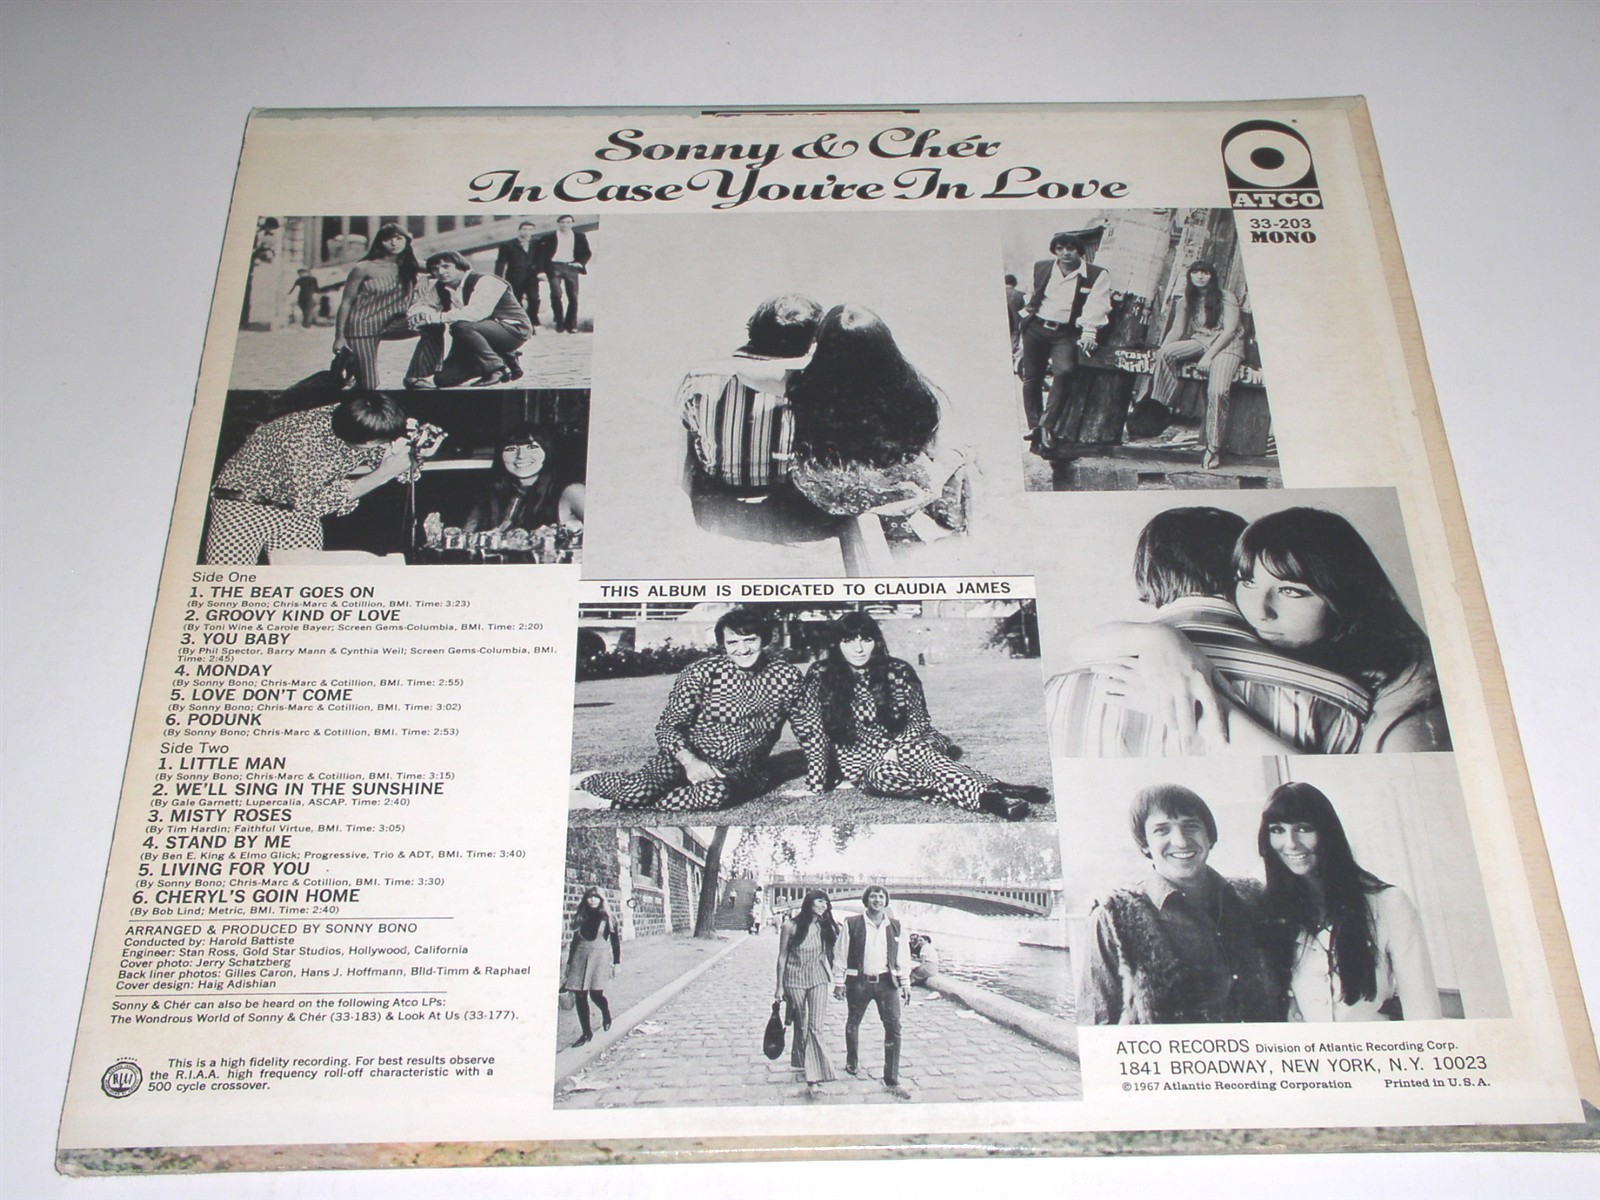 Sonny & Chér
In Case You're In Love
ATCO
33-203
MONO
Side One
1. THE BEAT GOES ON
(By Sonny Bono; Chris-Marc & Cotillion, BMI. Time: 3:23)
2. GROOVY KIND OF LOVE
(By Toni Wine & Carole Bayer; Screen Gems-Columbia, BMI. Time: 2:20)
3. YOU BABY
(By Phil Spector, Barry Mann & Cynthia Weil; Screen Gems-Columbia, BMI.
Time: 2:45)
4. MONDAY
(By Sonny Bono; Chris-Marc & Cotillion, BMI. Time: 2:55)
5. LOVE DON'T COME
(By Sonny Bono; Chris-Marc & Cotillion, BMI. Time: 3:02)
6. PODUNK
(By Sonny Bono; Chris-Marc & Cotillion, BMI. Time: 2:53)
Side Two
1. LITTLE MAN
(By Sonny Bono; Chris-Marc & Cotillion, BMI. Time: 3:15)
2. WE'LL SING IN THE SUNSHINE
(By Gale Garnett; Lupercalia, ASCAP. Time: 2:40)
3. MISTY ROSES
(By Tim Hardin; Faithful Virtue, BMI. Time: 3:05)
4. STAND BY ME
(By Ben E. King & Elmo Glick; Progressive, Trio & ADT, BMI. Time: 3:40)
5. LIVING FOR YOU
(By Sonny Bono; Chris-Marc & Cotillion, BMI. Time: 3:30)
6. CHERYL'S GOIN HOME
(By Bob Lind; Metric, BMI. Time: 2:40)
ARRANGED & PRODUCED BY SONNY BONO
Conducted by: Harold Battiste
Engineer: Stan Ross, Gold Star Studios, Hollywood, California
Cover photo: Jerry Schatzberg
Back liner photos: Gilles Caron, Hans J. Hoffmann, Blld-Timm & Raphael
Cover design: Haig Adishian
Sonny & Chér can also be heard on the following Atco LPs:
The Wondrous World of Sonny & Chér (33-183) & Look At Us (33-177).
This is a high fidelity recording. For best results observe
the R.I.A.A. high frequency roll-off characteristic with a
500 cycle crossover.
THIS ALBUM IS DEDICATED TO CLAUDIA JAMES
ATCO RECORDS Division of Atlantic Recording Corp.
1841 BROADWAY, NEW YORK, N.Y. 10023
©1967 Atlantic Recording Corporation Printed in U.S.A.